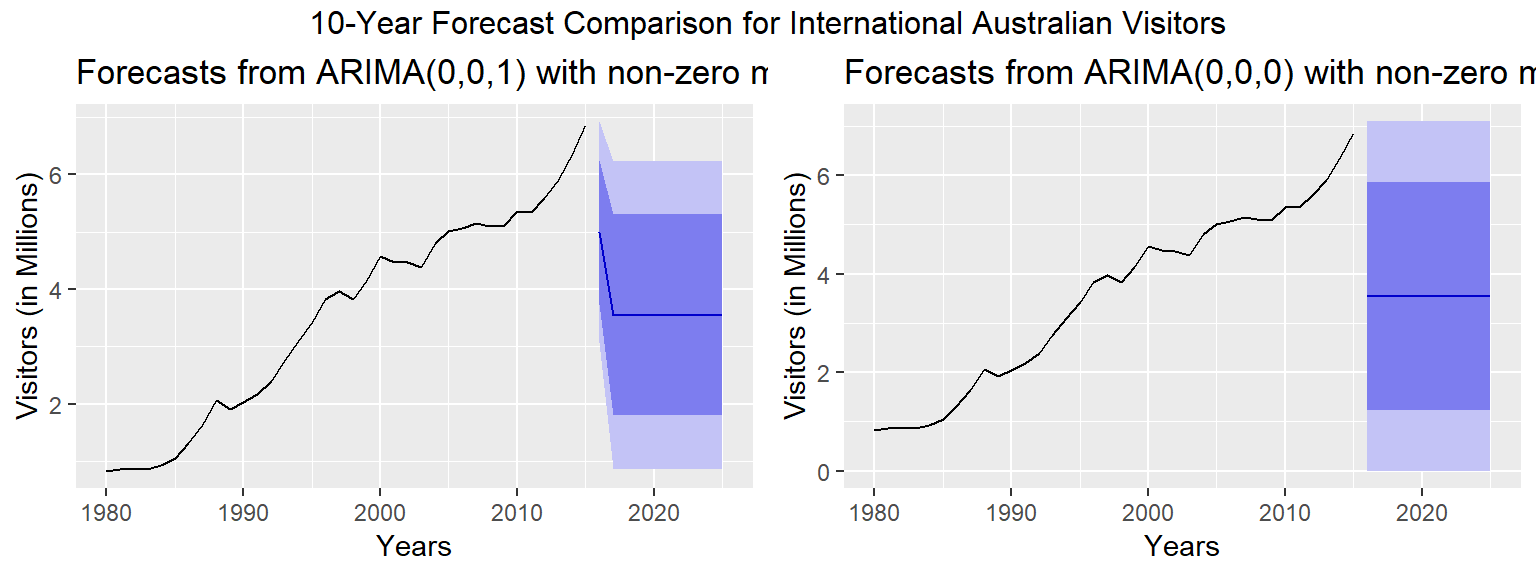 10-Year Forecast Comparison for International Australian Visitors
Forecasts from ARIMA(0,0,1) with non-zero m
Visitors (in Millions)
6
4
2
1980 1990 2000 2010 2020
Years
Forecasts from ARIMA(0,0,0) with non-zero m
Visitors (in Millions)
6
4
2
0
1980 1990 2000 2010 2020
Years